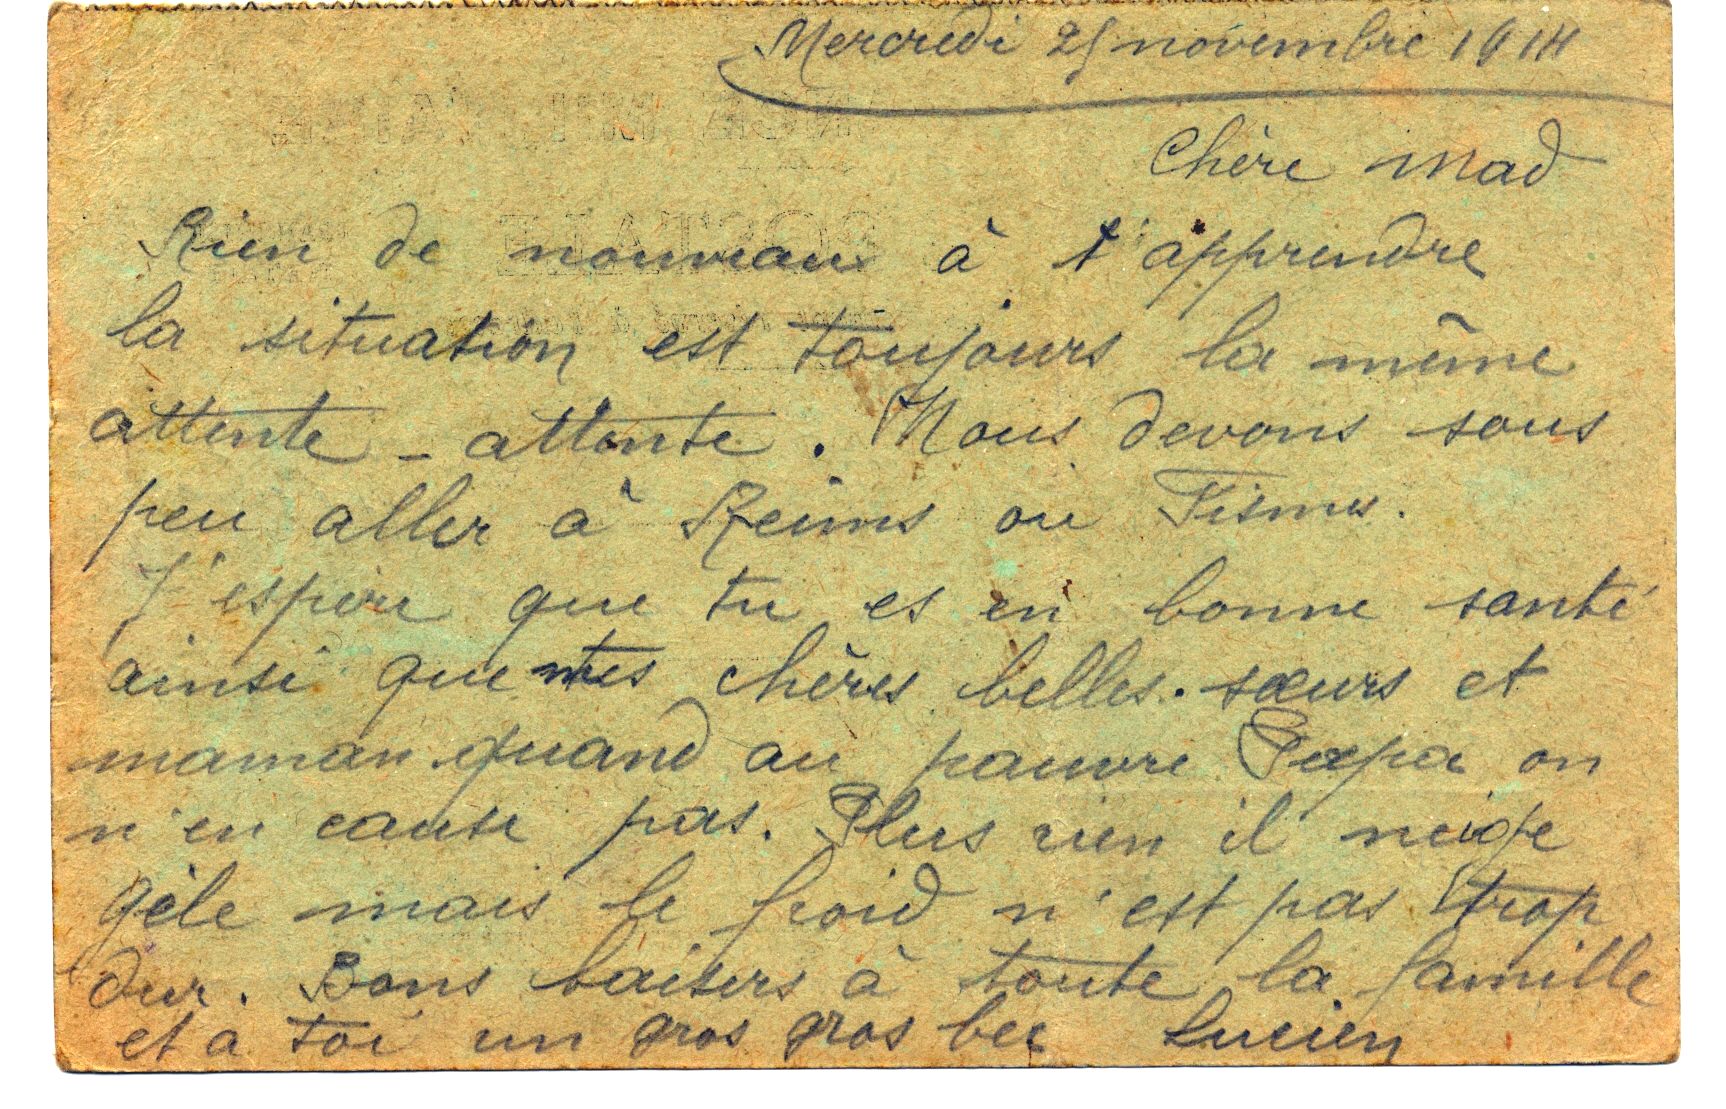 Mercredi 25 novembre 1914
Chère Mad
Rien de nouveau à t'apprendre
la situation est toujours la même
attente - attente. Nous devons sous
peu aller à Reims ou Fismes.
J'espère que tu es en bonne santé
ainsi que mes chères belles-sœurs et
maman quand au pauvre Papa on
n'en cause pas. Plus rien il neige
gèle mais le froid n'est pas trop
dur. Bons baisers à toute la famille
et a toi un gros gros bec Lucien